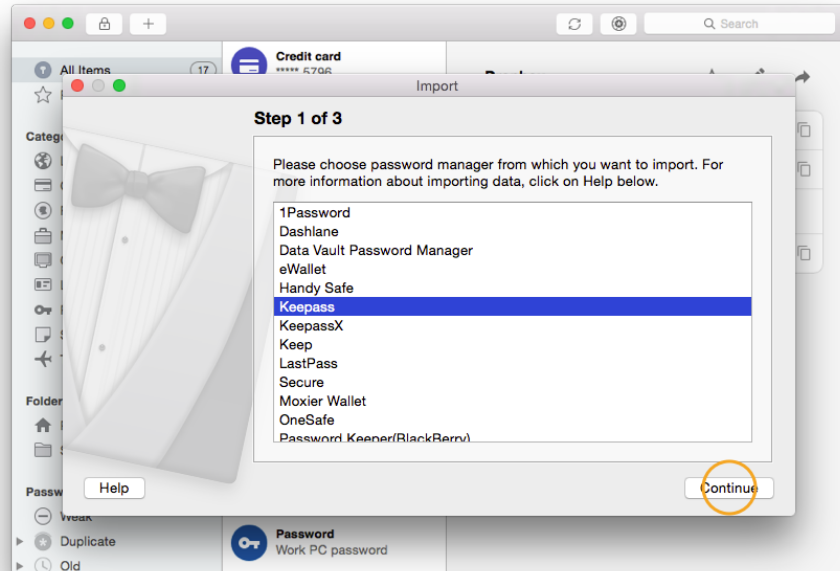 Search
All Items
17
Credit card
***** 5796
Import
Step 1 of 3
Please choose password manager from which you want to import. For
more information about importing data, click on Help below.
1Password
Dashlane
Data Vault Password Manager
eWallet
Handy Safe
Keepass
KeepassX
Keep
LastPass
Secure
Moxier Wallet
OneSafe
Password Keeper(BlackBerry)
Help
Continue
Categ
Folder
Passw
Weak
Duplicate
Old
Password
Work PC password